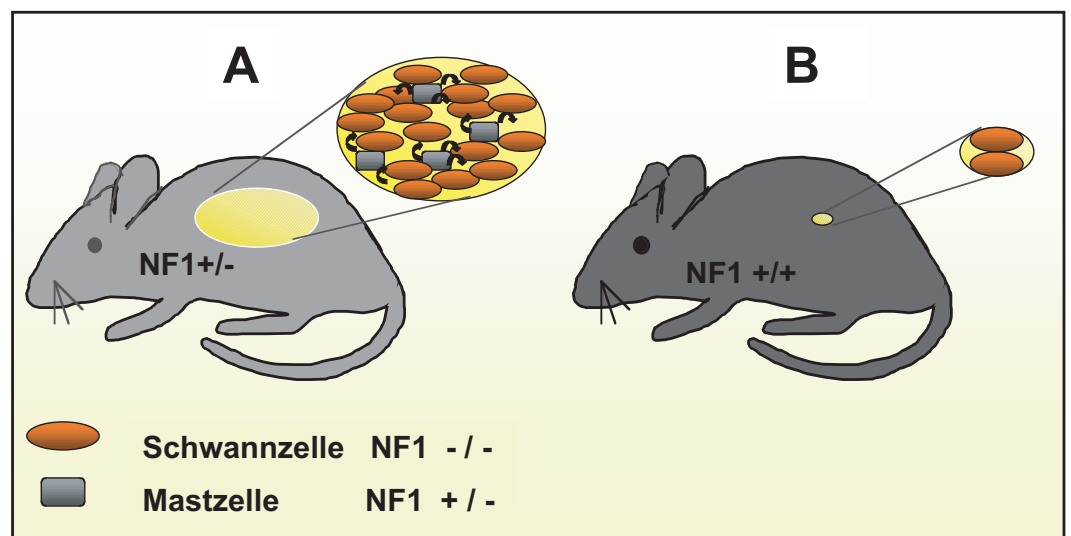 A
B
NF1+/-
NF1 +/+
Schwannzelle NF1 - / -
Mastzelle NF1 + / -